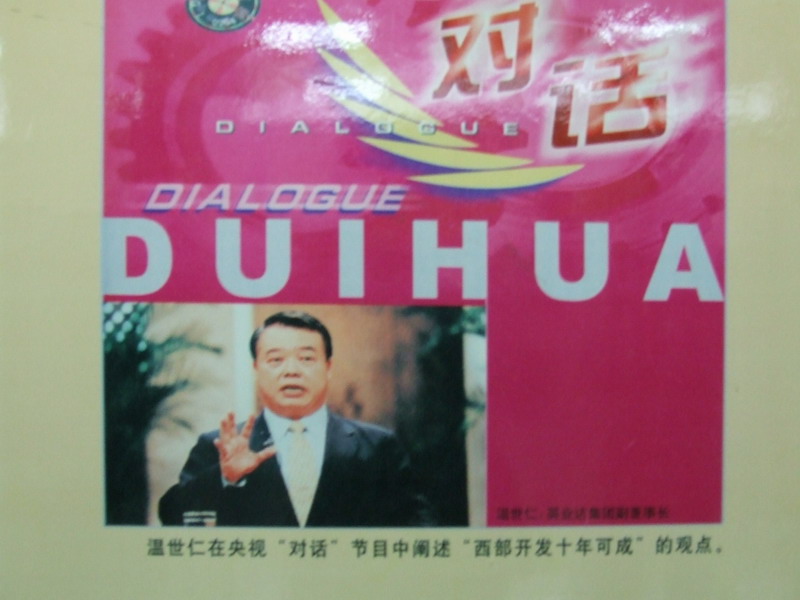 对话
DIALOGUE
DIALOGUE
DUIHUA
温世仁 英业达集团副董事长
温世仁在央视“对话”节目中阐述“西部开发十年可成”的观点。